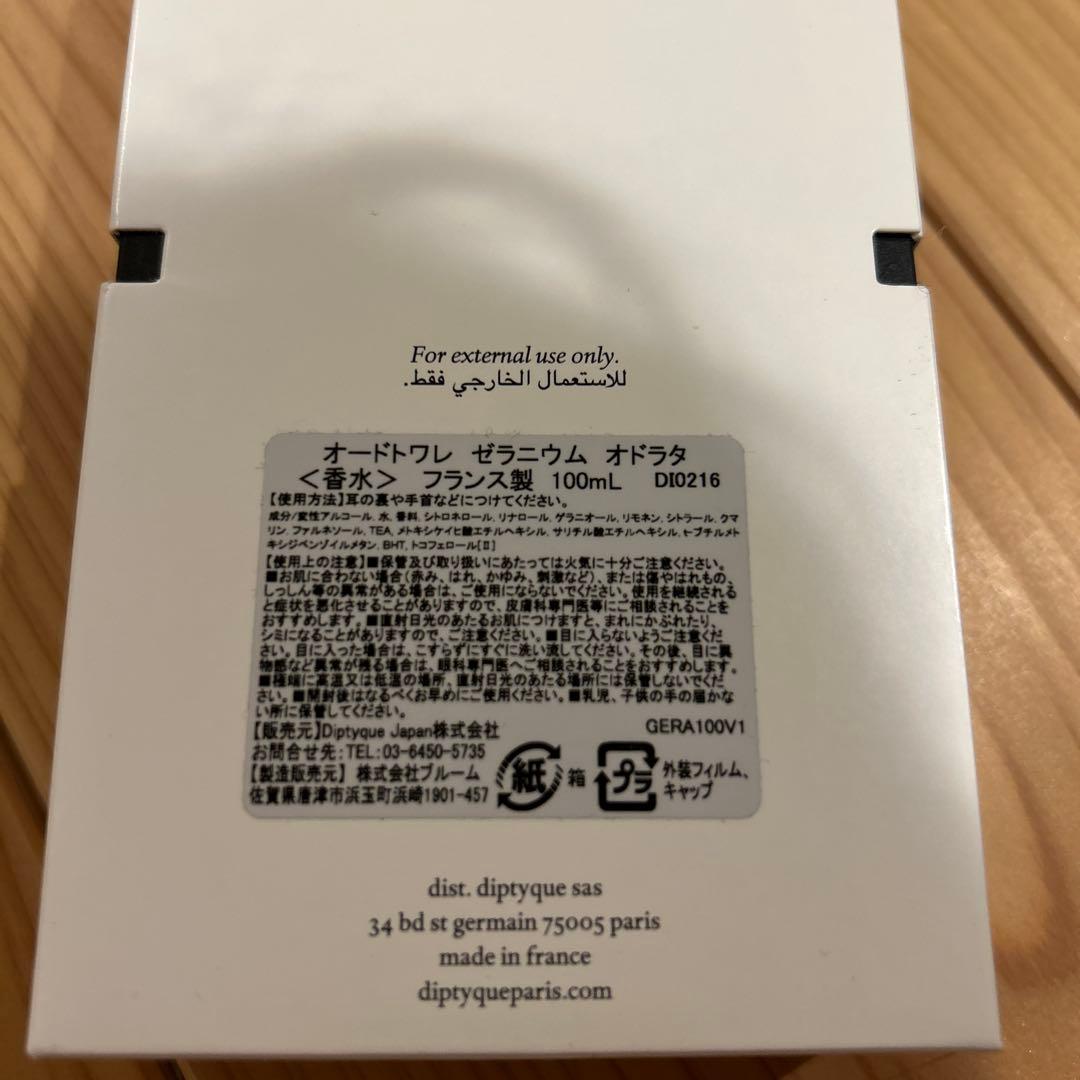 For external use only.
للاستعمال الخارجي فقط.
オードトワレ ゼラニウム オドラタ
＜香水＞ フランス製 100mL DI0216
【使用方法】耳の裏や手首などにつけてください。
成分/変性アルコール、水、香料、シトロネロール、リナロール、ゲラニオール、リモネン、シトラール、クマ
リン、ファルネソール、TEA、メトキシケイヒ酸エチルヘキシル、サリチル酸エチルヘキシル、t-ブチルメト
キシジベンゾイルメタン、BHT、トコフェロール[Ⅱ]
【使用上の注意】■保管及び取り扱いにあたっては火気に十分ご注意ください。
■お肌に合わない場合(赤み、はれ、かゆみ、刺激など)、または傷やはれもの、
しっしん等の異常がある場合は、ご使用にならないでください。使用を継続される
と症状を悪化させることがありますので、皮膚科専門医等にご相談されることを
おすすめします。■直射日光のあたるお肌につけますと、まれにかぶれたり、
シミになることがありますので、ご注意ください。■目に入らないようご注意くだ
さい。目に入った場合は、こすらずにすぐに洗い流してください。その後、目に異
物感など異常が残る場合は、眼科専門医へご相談されることをおすすめします。
■極端に高温又は低温の場所、直射日光のあたる場所には保管しないでくだ
さい。■開封後はなるべくお早めにご使用ください。■乳児、子供の手の届かな
い所に保管してください。
【販売元】Diptyque Japan株式会社 GERA100V1
お問合せ先：TEL:03-6450-5735
【製造販売元】 株式会社ブルーム
佐賀県唐津市浜玉町浜崎1901-457
紙 箱
プラ 外装フィルム、
キャップ
dist. diptyque sas
34 bd st germain 75005 paris
made in france
diptyqueparis.com